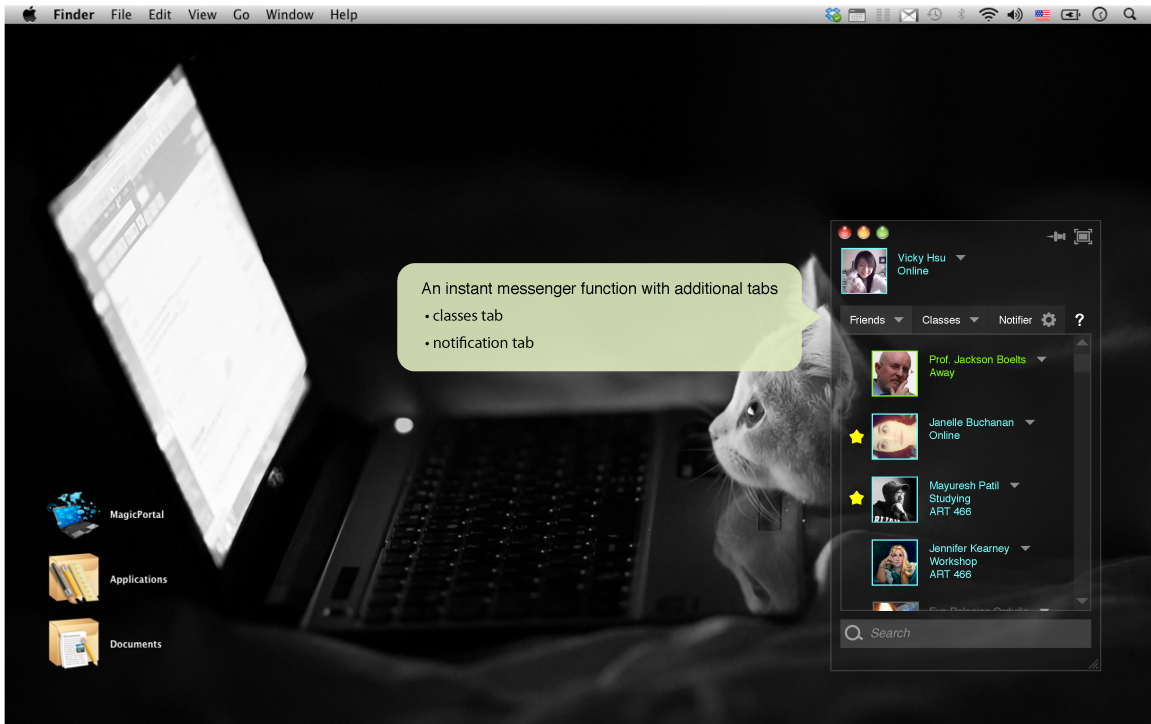 Finder File Edit View Go Window Help
An instant messenger function with additional tabs
• classes tab
• notification tab
Vicky Hsu
Online
Friends Classes Notifier ?
Prof. Jackson Boelts
Away
Janelle Buchanan
Online
Mayuresh Patil
Studying
ART 466
Jennifer Kearney
Workshop
ART 466
Search
MagicPortal
Applications
Documents